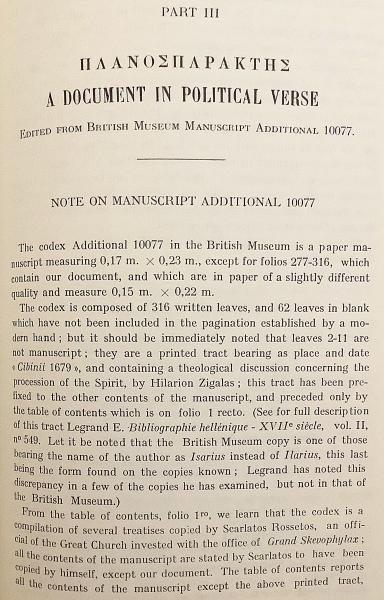 PART III
ΠΛΑΝΟΣΠΑΡΑΚΤΗΣ
A DOCUMENT IN POLITICAL VERSE
EDITED FROM BRITISH MUSEUM MANUSCRIPT ADDITIONAL 10077.
NOTE ON MANUSCRIPT ADDITIONAL 10077
The codex Additional 10077 in the British Museum is a paper ma-
nuscript measuring 0,17 m. × 0,23 m., except for folios 277-316, which
contain our document, and which are in paper of a slightly different
quality and measure 0,15 m. × 0,22 m.
The codex is composed of 316 written leaves, and 62 leaves in blank
which have not been included in the pagination established by a mo-
dern hand; but it should be immediately noted that leaves 2-11 are
not manuscript; they are a printed tract bearing as place and date
« Cibinii 1679 », and containing a theological discussion concerning the
procession of the Spirit, by Hilarion Zigalas; this tract has been pre-
fixed to the other contents of the manuscript, and preceded only by
the table of contents which is on folio 1 recto. (See for full description
of this tract Legrand E. Bibliographie hellénique - XVIIe siècle, vol. II,
nº 549. Let it be noted that the British Museum copy is one of those
bearing the name of the author as Isarius instead of Ilarius, this last
being the form found on the copies known; Legrand has noted this
discrepancy in a few of the copies he has examined, but not in that of
the British Museum.)
From the table of contents, folio 1ro, we learn that the codex is a
compilation of several treatises copied by Scarlatos Rossetos, an offi-
cial of the Great Church invested with the office of Grand Skevophylax;
all the contents of the manuscript are stated by Scarlatos to have been
copied by himself, except our document. The table of contents reports
all the contents of the manuscript except the above printed tract,